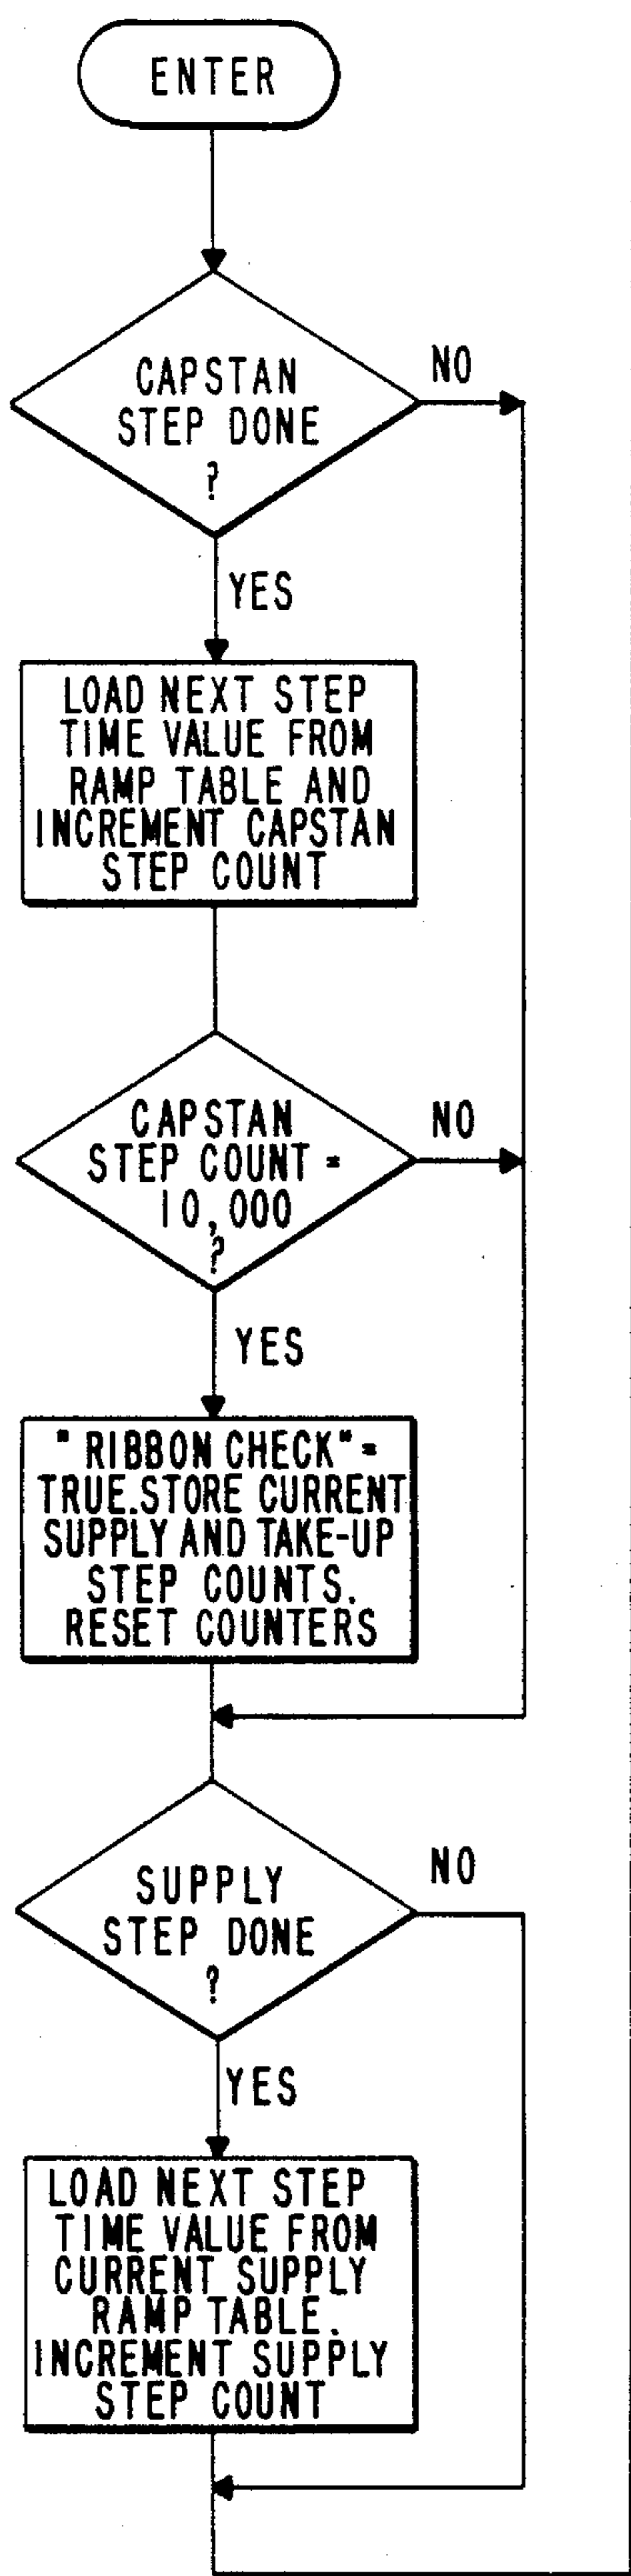 ENTER
CAPSTAN
STEP DONE
?
NO
YES
LOAD NEXT STEP
TIME VALUE FROM
RAMP TABLE AND
INCREMENT CAPSTAN
STEP COUNT
CAPSTAN
STEP COUNT =
10,000
?
NO
YES
"RIBBON CHECK" =
TRUE.STORE CURRENT
SUPPLY AND TAKE-UP
STEP COUNTS.
RESET COUNTERS
SUPPLY
STEP DONE
?
NO
YES
LOAD NEXT STEP
TIME VALUE FROM
CURRENT SUPPLY
RAMP TABLE.
INCREMENT SUPPLY
STEP COUNT